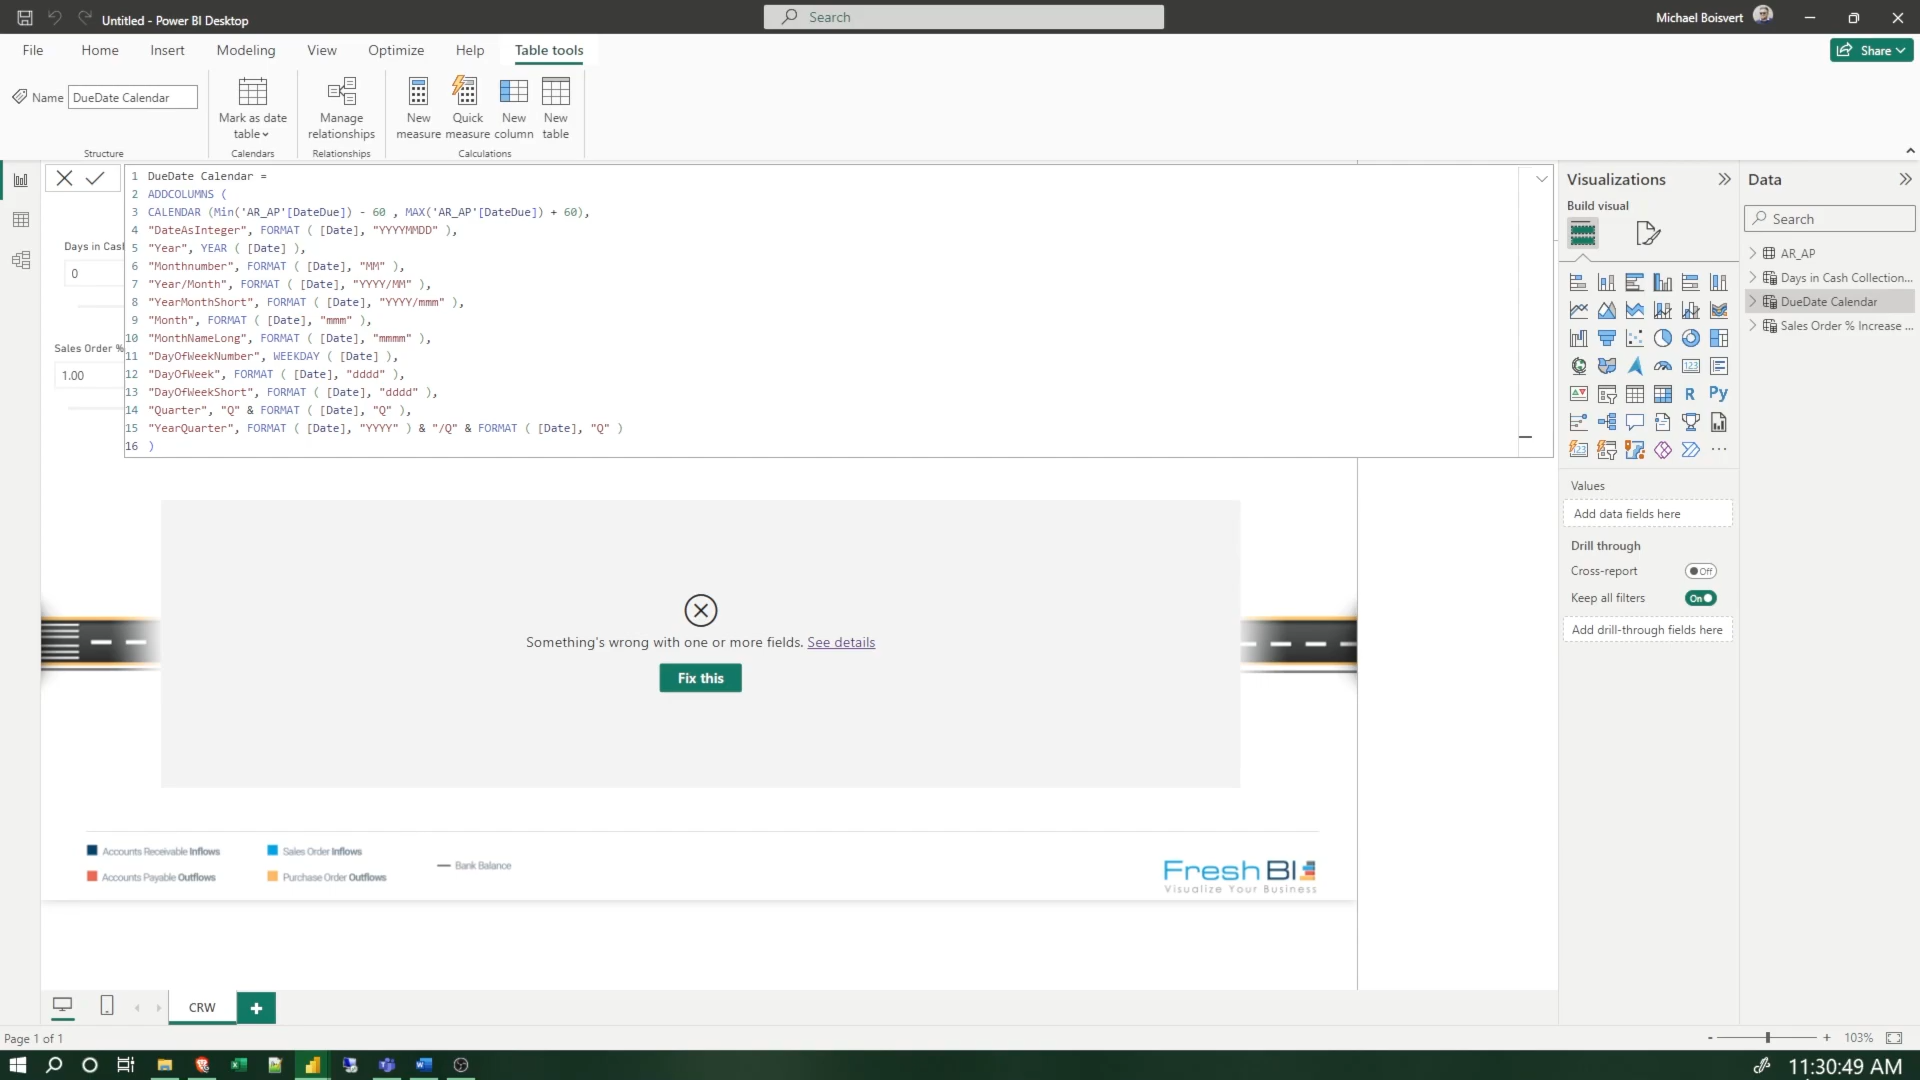 Untitled - Power BI Desktop
Search
Michael Boisvert
File Home Insert Modeling View Optimize Help Table tools
Share
Name DueDate Calendar
Mark as date table
Manage relationships
New measure
Quick measure
New column
New table
Structure
Calendars
Relationships
Calculations
1 DueDate Calendar =
2 ADDCOLUMNS (
3 CALENDAR (Min('AR_AP'[DateDue]) - 60 , MAX('AR_AP'[DateDue]) + 60),
4 "DateAsInteger", FORMAT ( [Date], "YYYYMMDD" ),
5 "Year", YEAR ( [Date] ),
6 "Monthnumber", FORMAT ( [Date], "MM" ),
7 "Year/Month", FORMAT ( [Date], "YYYY/MM" ),
8 "YearMonthShort", FORMAT ( [Date], "YYYY/mmm" ),
9 "Month", FORMAT ( [Date], "mmm" ),
10 "MonthNameLong", FORMAT ( [Date], "mmmm" ),
11 "DayOfWeekNumber", WEEKDAY ( [Date] ),
12 "DayOfWeek", FORMAT ( [Date], "dddd" ),
13 "DayOfWeekShort", FORMAT ( [Date], "dddd" ),
14 "Quarter", "Q" & FORMAT ( [Date], "Q" ),
15 "YearQuarter", FORMAT ( [Date], "YYYY" ) & "/Q" & FORMAT ( [Date], "Q" )
16 )
Days in Cash
0
Sales Order %
1.00
Something's wrong with one or more fields. See details
Fix this
Accounts Receivable Inflows
Sales Order Inflows
Bank Balance
Accounts Payable Outflows
Purchase Order Outflows
Fresh BI
Visualize Your Business
Visualizations
Build visual
123
R
Py
123
Values
Add data fields here
Drill through
Cross-report Off
Keep all filters On
Add drill-through fields here
Data
Search
AR_AP
Days in Cash Collection...
DueDate Calendar
Sales Order % Increase ...
CRW
Page 1 of 1
- + 103%
11:30:49 AM